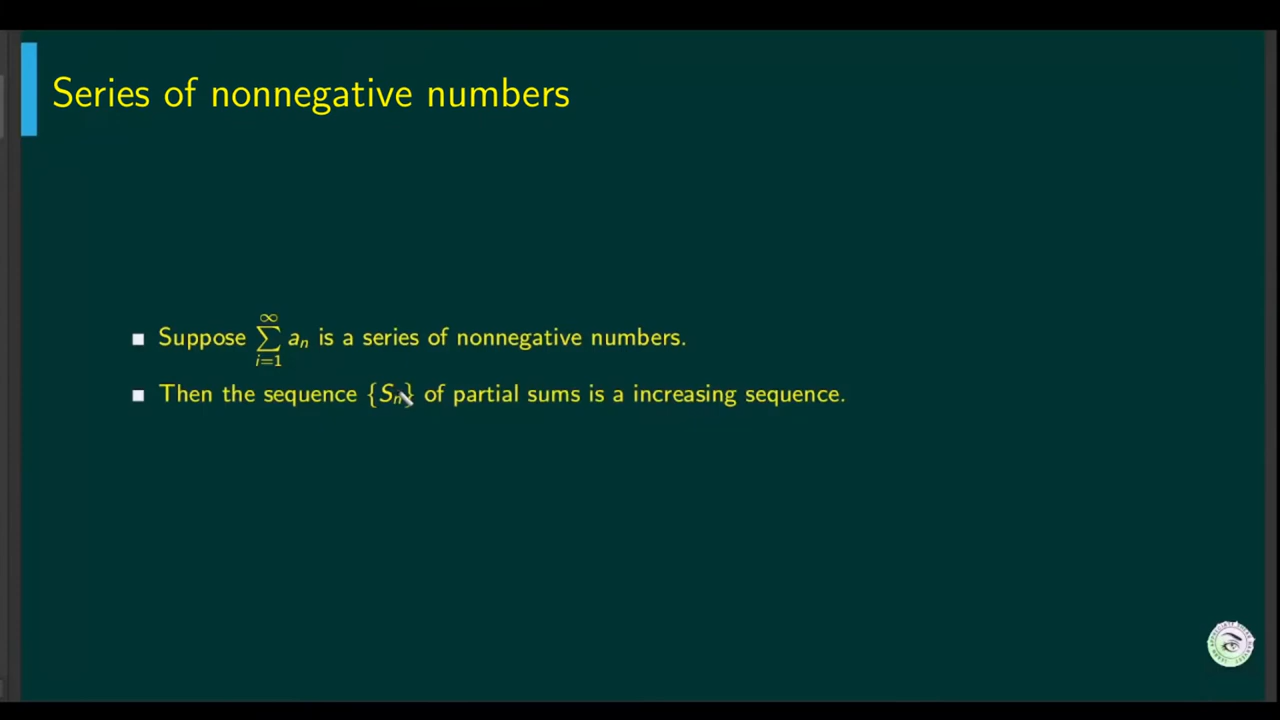 Series of nonnegative numbers
Suppose ∑_{i=1}^{∞} a_n is a series of nonnegative numbers.
Then the sequence {S_n} of partial sums is a increasing sequence.